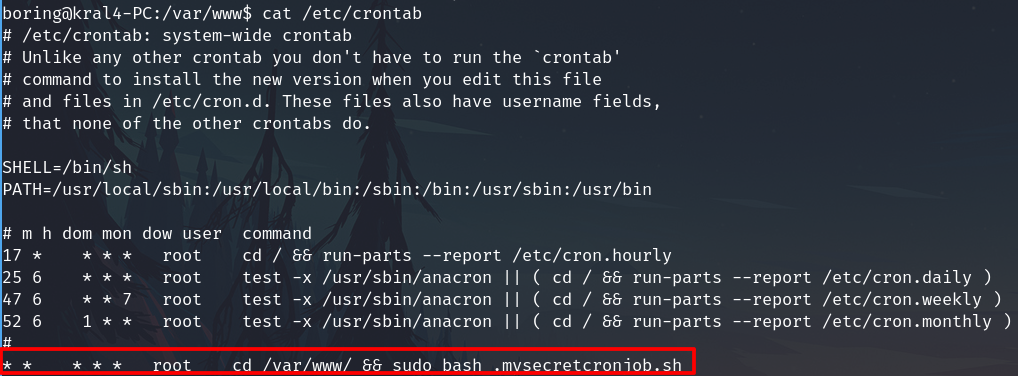 boring@kral4-PC:/var/www$ cat /etc/crontab
# /etc/crontab: system-wide crontab
# Unlike any other crontab you don't have to run the `crontab'
# command to install the new version when you edit this file
# and files in /etc/cron.d. These files also have username fields,
# that none of the other crontabs do.
SHELL=/bin/sh
PATH=/usr/local/sbin:/usr/local/bin:/sbin:/bin:/usr/sbin:/usr/bin
# m h dom mon dow user  command
17 *    * * *   root    cd / && run-parts --report /etc/cron.hourly
25 6    * * *   root    test -x /usr/sbin/anacron || ( cd / && run-parts --report /etc/cron.daily )
47 6    * * 7   root    test -x /usr/sbin/anacron || ( cd / && run-parts --report /etc/cron.weekly )
52 6    1 * *   root    test -x /usr/sbin/anacron || ( cd / && run-parts --report /etc/cron.monthly )
#
* *     * * *   root    cd /var/www/ && sudo bash .mysecretcronjob.sh